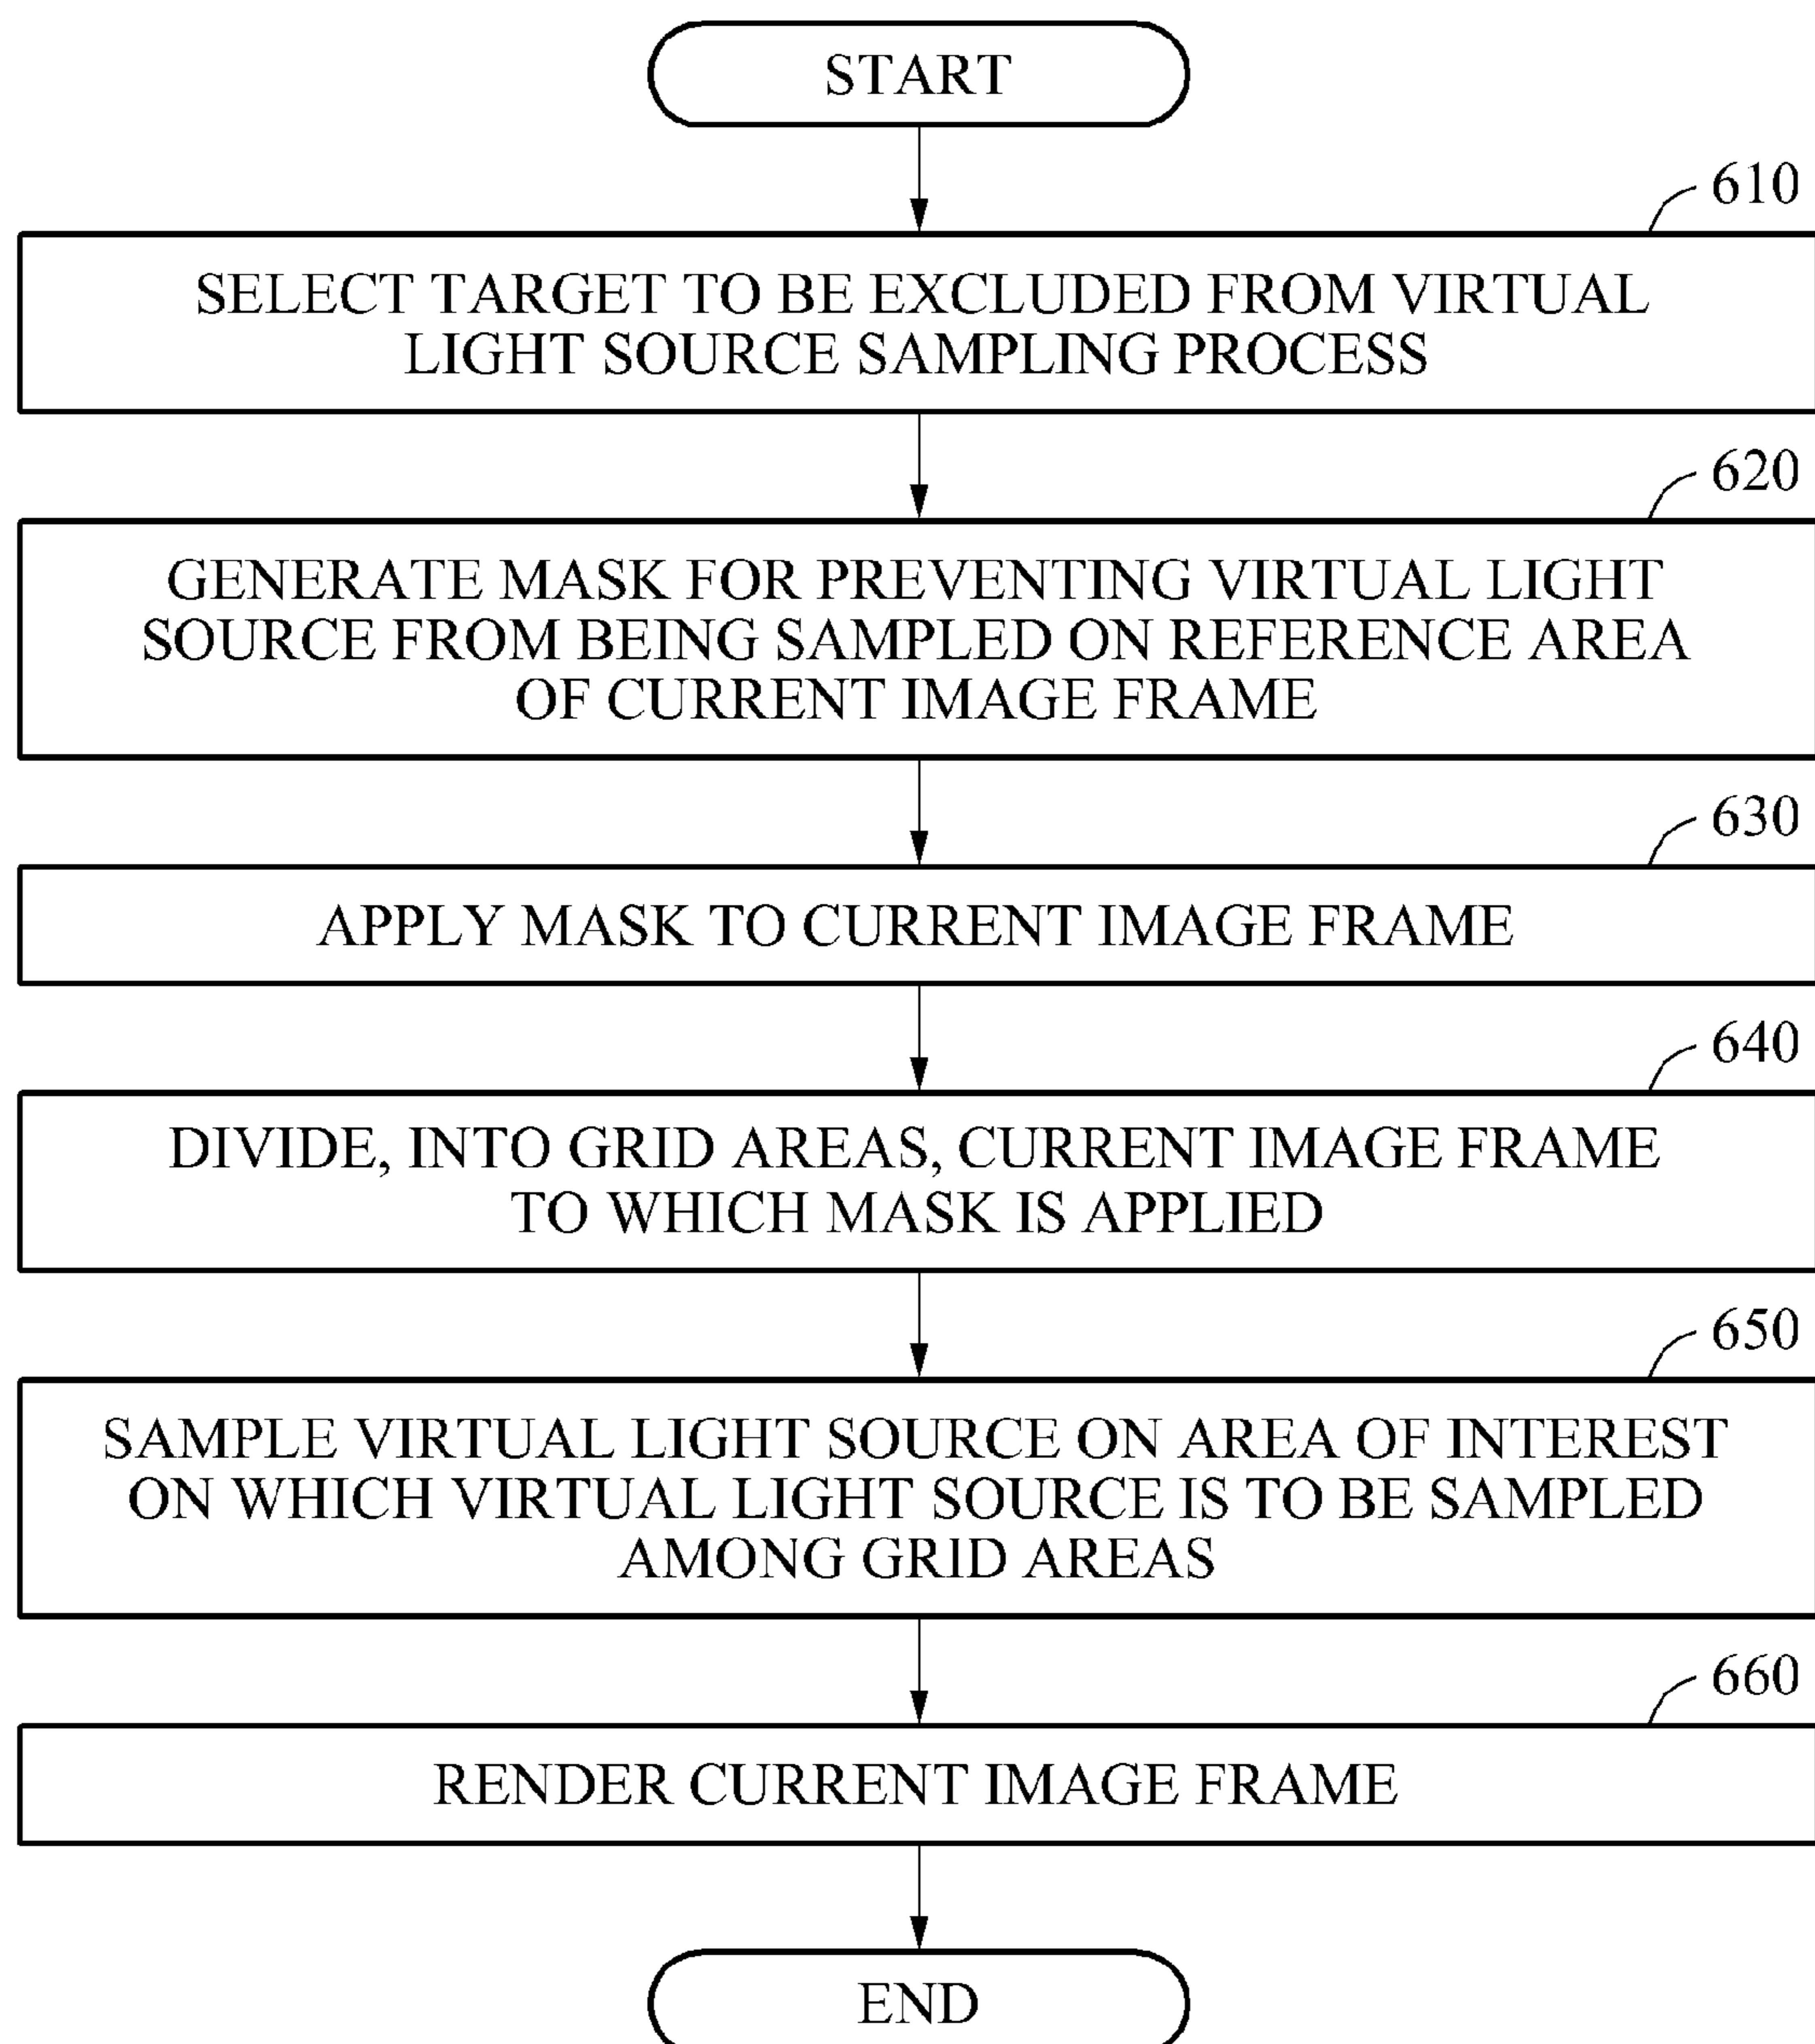 START
610
SELECT TARGET TO BE EXCLUDED FROM VIRTUAL
LIGHT SOURCE SAMPLING PROCESS
620
GENERATE MASK FOR PREVENTING VIRTUAL LIGHT
SOURCE FROM BEING SAMPLED ON REFERENCE AREA
OF CURRENT IMAGE FRAME
630
APPLY MASK TO CURRENT IMAGE FRAME
640
DIVIDE, INTO GRID AREAS, CURRENT IMAGE FRAME
TO WHICH MASK IS APPLIED
650
SAMPLE VIRTUAL LIGHT SOURCE ON AREA OF INTEREST
ON WHICH VIRTUAL LIGHT SOURCE IS TO BE SAMPLED
AMONG GRID AREAS
660
RENDER CURRENT IMAGE FRAME
END